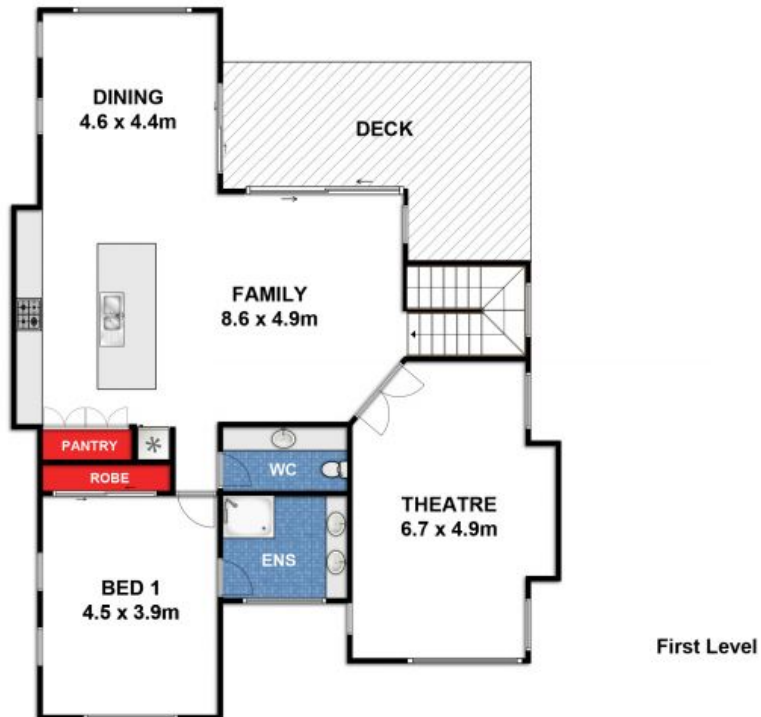 DINING
4.6 x 4.4m
DECK
FAMILY
8.6 x 4.9m
PANTRY
ROBE
WC
THEATRE
6.7 x 4.9m
ENS
BED 1
4.5 x 3.9m
First Level